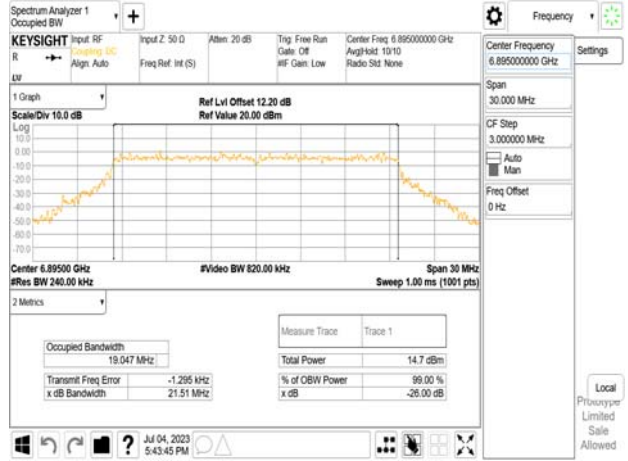 Spectrum Analyzer 1
Occupied BW
+
Frequency
KEYSIGHT
R
LXI
Input: RF
Coupling: DC
Align: Auto
Input Z: 50 Ω
Freq Ref: Int (S)
Atten: 20 dB
Trig: Free Run
Gate: Off
#IF Gain: Low
Center Freq: 6.895000000 GHz
Avg|Hold: 10/10
Radio Std: None
Center Frequency
6.895000000 GHz
Settings
Span
30.000 MHz
CF Step
3.000000 MHz
Auto
Man
Freq Offset
0 Hz
1 Graph
Scale/Div 10.0 dB
Ref Lvl Offset 12.20 dB
Ref Value 20.00 dBm
Log
10.0
0.00
-10.0
-20.0
-30.0
-40.0
-50.0
-60.0
-70.0
Center 6.89500 GHz
#Video BW 820.00 kHz
Span 30 MHz
#Res BW 240.00 kHz
Sweep 1.00 ms (1001 pts)
2 Metrics
Measure Trace
Trace 1
Occupied Bandwidth
19.047 MHz
Total Power
14.7 dBm
Transmit Freq Error
-1.295 kHz
% of OBW Power
99.00 %
x dB Bandwidth
21.51 MHz
x dB
-26.00 dB
Local
Prototype
Limited
Sale
Allowed
?
Jul 04, 2023
5:43:45 PM